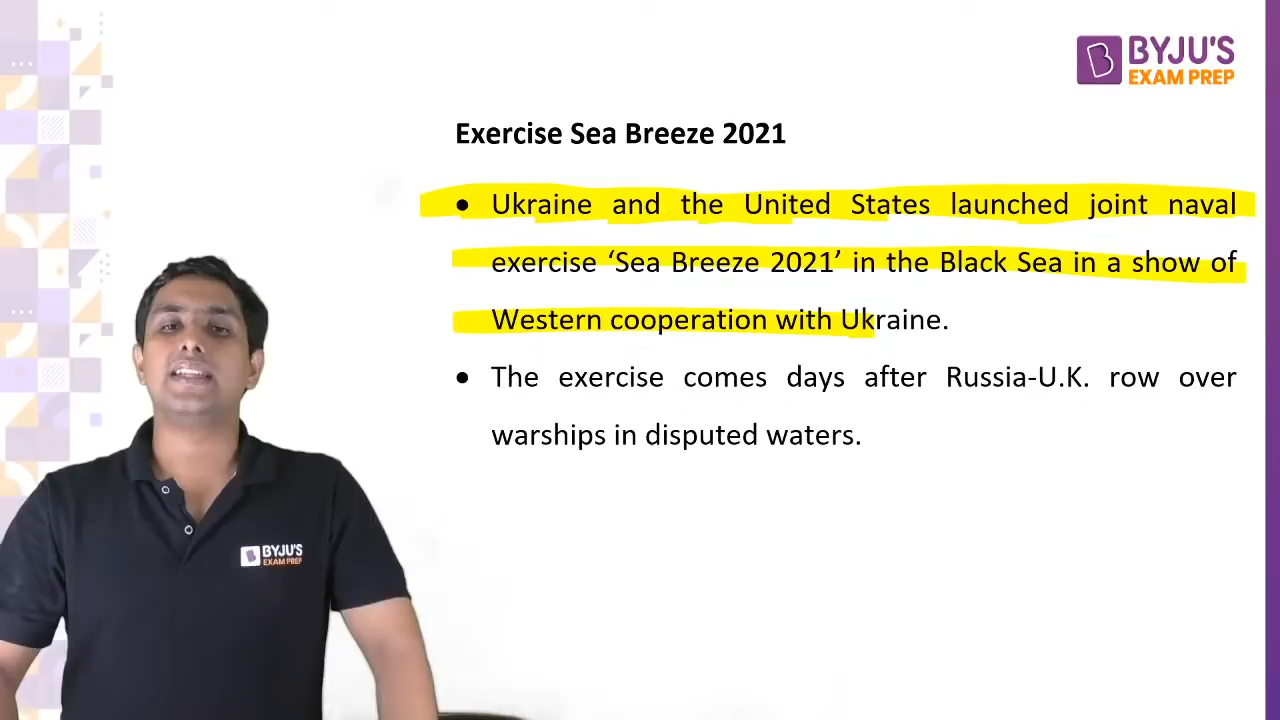 BYJU'S
EXAM PREP
Exercise Sea Breeze 2021
• Ukraine and the United States launched joint naval
exercise ‘Sea Breeze 2021’ in the Black Sea in a show of
Western cooperation with Ukraine.
• The exercise comes days after Russia-U.K. row over
warships in disputed waters.
BYJU'S
EXAM PREP